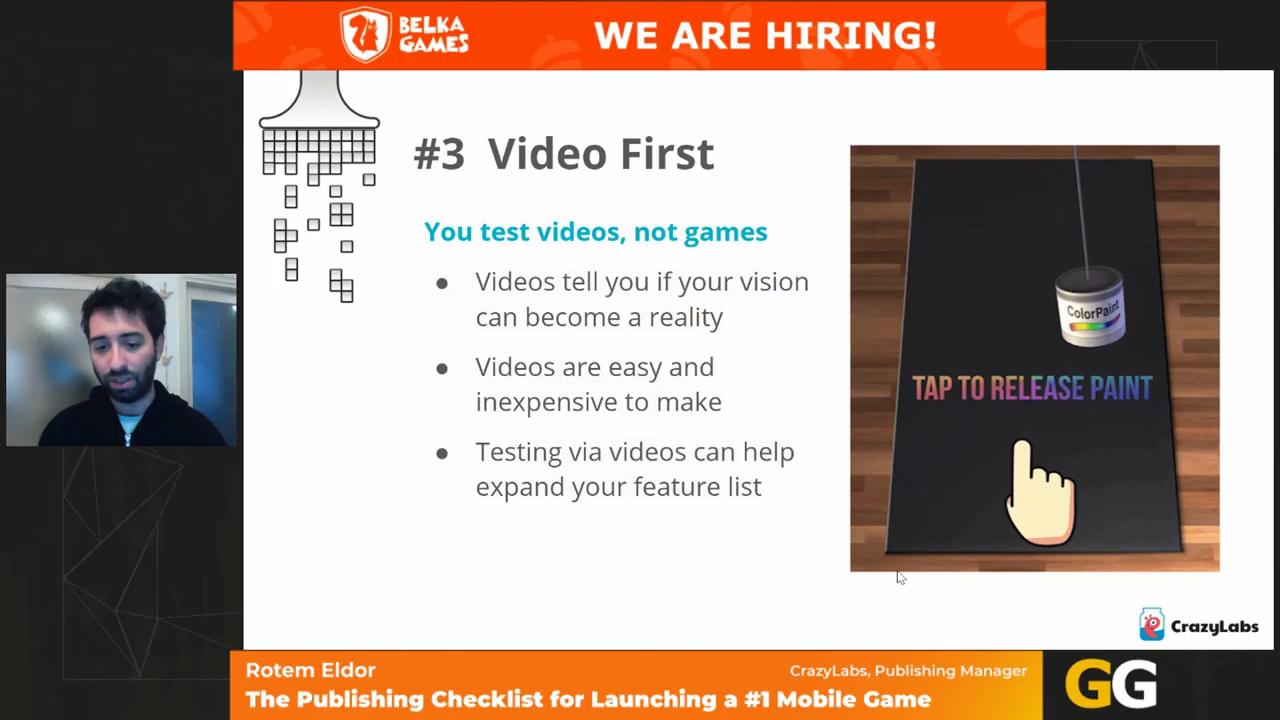 BELKA
GAMES
WE ARE HIRING!
#3 Video First
You test videos, not games
● Videos tell you if your vision
can become a reality
● Videos are easy and
inexpensive to make
● Testing via videos can help
expand your feature list
ColorPaint
TAP TO RELEASE PAINT
CrazyLabs
Rotem Eldor
CrazyLabs, Publishing Manager
The Publishing Checklist for Launching a #1 Mobile Game
GG